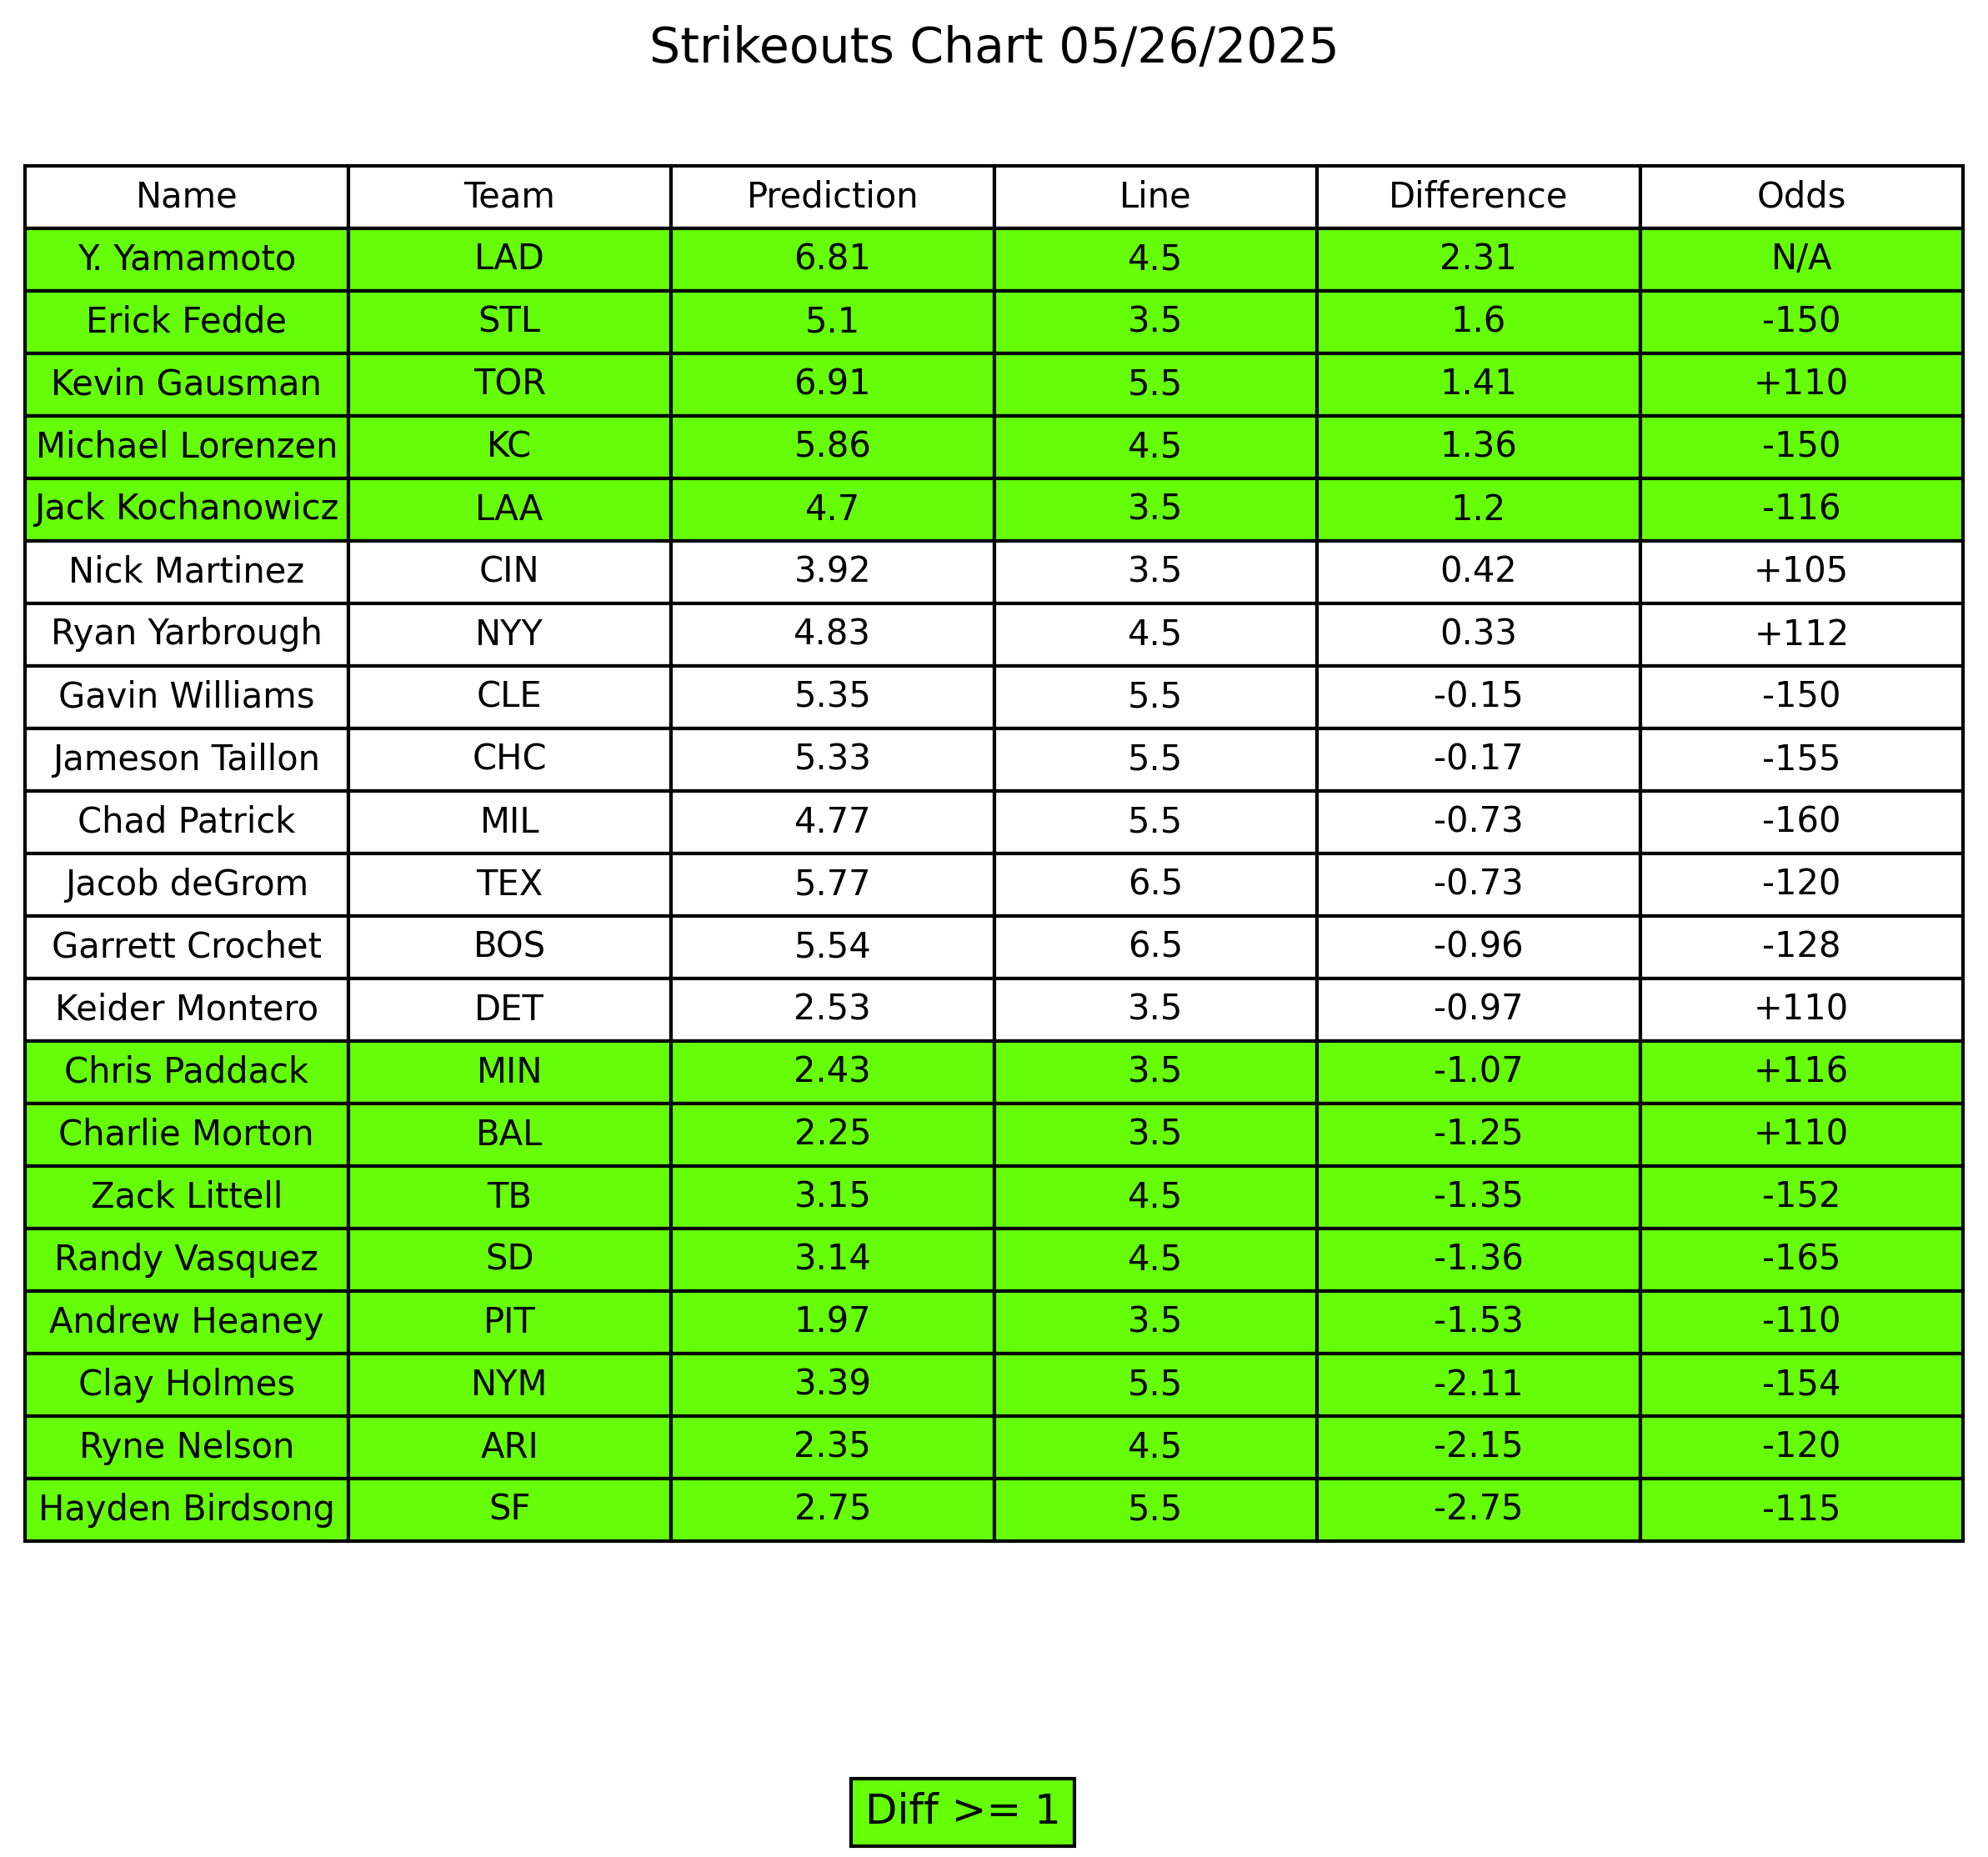 Strikeouts Chart 05/26/2025
Name Team Prediction Line Difference Odds
Y. Yamamoto LAD 6.81 4.5 2.31 N/A
Erick Fedde STL 5.1 3.5 1.6 -150
Kevin Gausman TOR 6.91 5.5 1.41 +110
Michael Lorenzen KC 5.86 4.5 1.36 -150
Jack Kochanowicz LAA 4.7 3.5 1.2 -116
Nick Martinez CIN 3.92 3.5 0.42 +105
Ryan Yarbrough NYY 4.83 4.5 0.33 +112
Gavin Williams CLE 5.35 5.5 -0.15 -150
Jameson Taillon CHC 5.33 5.5 -0.17 -155
Chad Patrick MIL 4.77 5.5 -0.73 -160
Jacob deGrom TEX 5.77 6.5 -0.73 -120
Garrett Crochet BOS 5.54 6.5 -0.96 -128
Keider Montero DET 2.53 3.5 -0.97 +110
Chris Paddack MIN 2.43 3.5 -1.07 +116
Charlie Morton BAL 2.25 3.5 -1.25 +110
Zack Littell TB 3.15 4.5 -1.35 -152
Randy Vasquez SD 3.14 4.5 -1.36 -165
Andrew Heaney PIT 1.97 3.5 -1.53 -110
Clay Holmes NYM 3.39 5.5 -2.11 -154
Ryne Nelson ARI 2.35 4.5 -2.15 -120
Hayden Birdsong SF 2.75 5.5 -2.75 -115
Diff >= 1